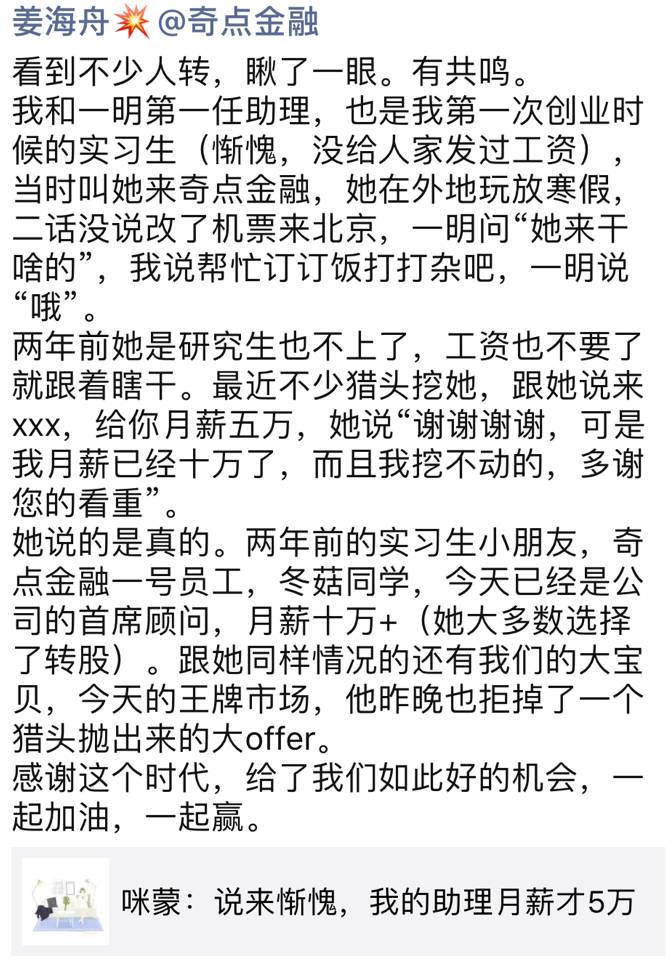 姜海舟💥@奇点金融
看到不少人转，瞅了一眼。有共鸣。
我和一明第一任助理，也是我第一次创业时
候的实习生（惭愧，没给人家发过工资），
当时叫她来奇点金融，她在外地玩放寒假，
二话没说改了机票来北京，一明问“她来干
啥的”，我说帮忙订订饭打打杂吧，一明说
“哦”。
两年前她是研究生也不上了，工资也不要了
就跟着瞎干。最近不少猎头挖她，跟她说来
xxx，给你月薪五万，她说“谢谢谢谢，可是
我月薪已经十万了，而且我挖不动的，多谢
您的看重”。
她说的是真的。两年前的实习生小朋友，奇
点金融一号员工，冬菇同学，今天已经是公
司的首席顾问，月薪十万+（她大多数选择
了转股）。跟她同样情况的还有我们的大宝
贝，今天的王牌市场，他昨晚也拒掉了一个
猎头抛出来的大offer。
感谢这个时代，给了我们如此好的机会，一
起加油，一起赢。
咪蒙：说来惭愧，我的助理月薪才5万